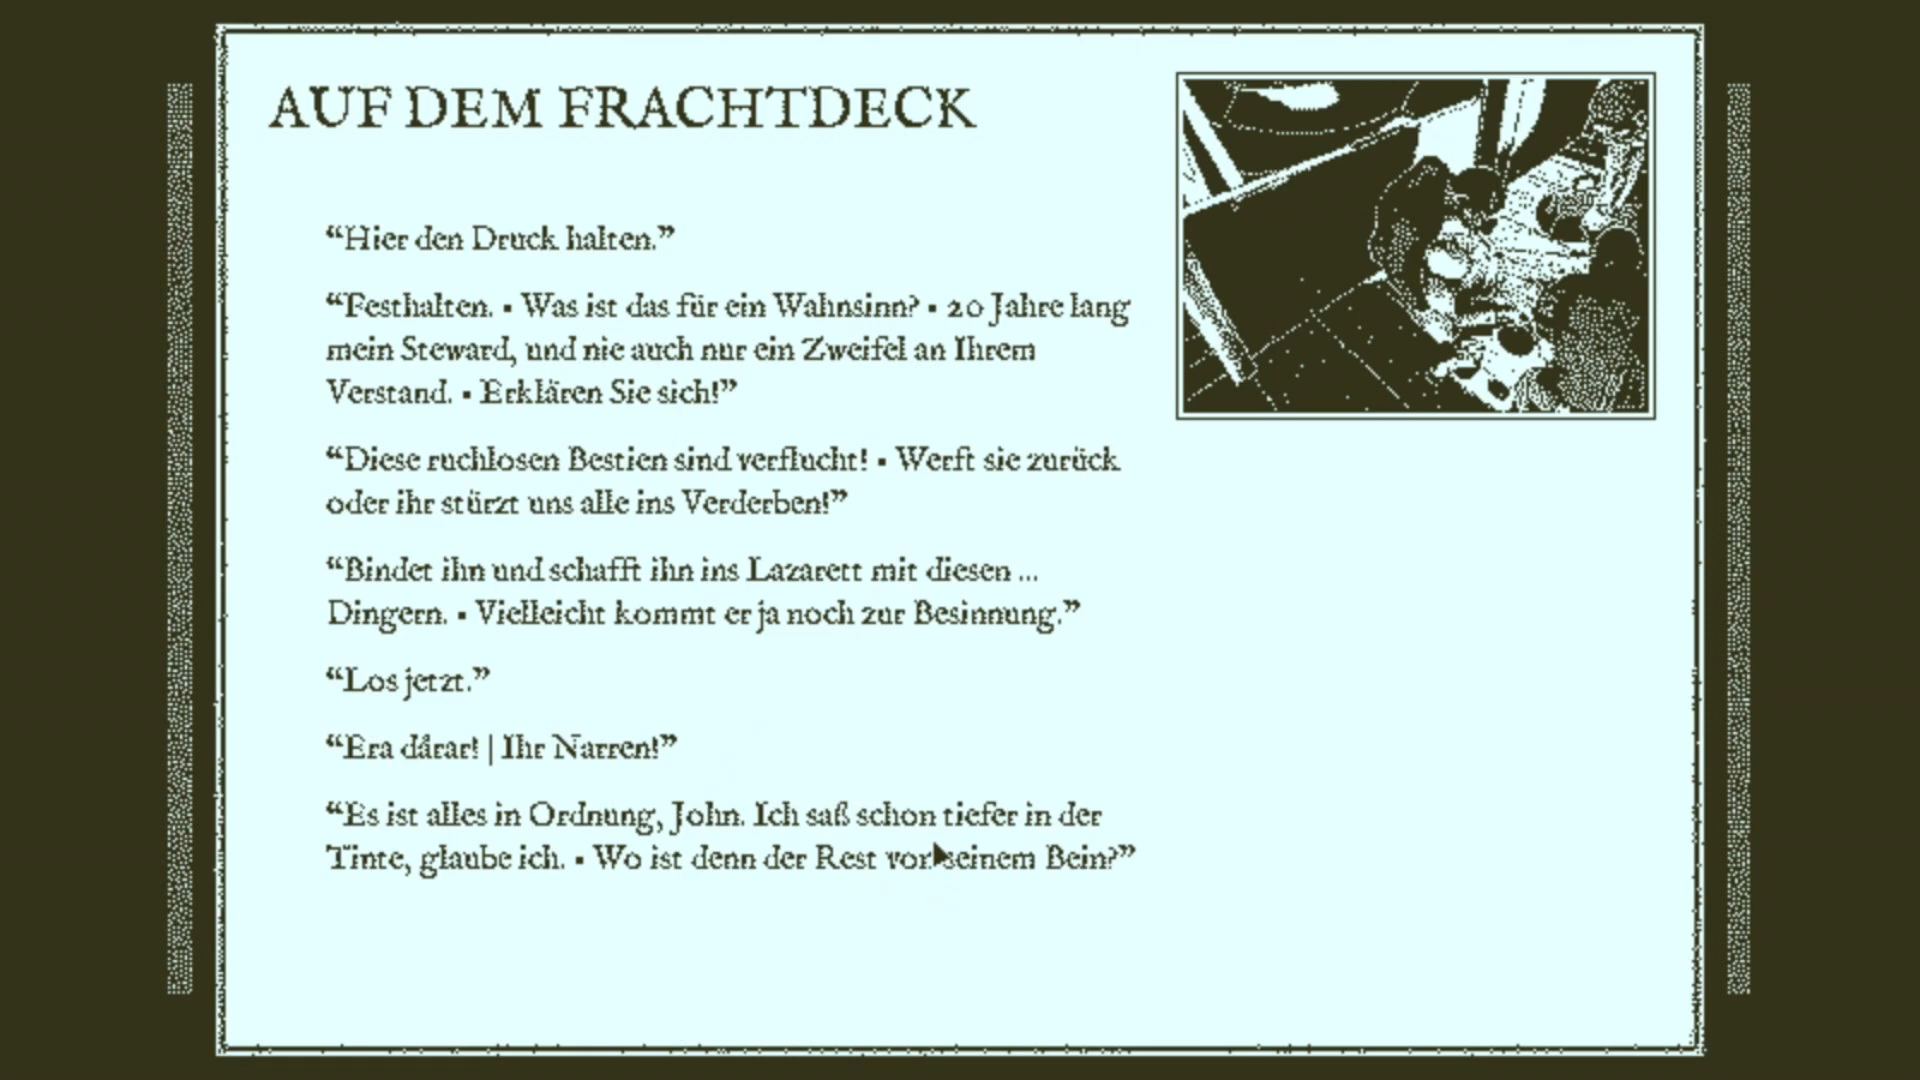 AUF DEM FRACHTDECK
“Hier den Druck halten.”
“Festhalten. ▪ Was ist das für ein Wahnsinn? ▪ 20 Jahre lang
mein Steward, und nie auch nur ein Zweifel an Ihrem
Verstand. ▪ Erklären Sie sich!”
“Diese ruchlosen Bestien sind verflucht! ▪ Werft sie zurück
oder ihr stürzt uns alle ins Verderben!”
“Bindet ihn und schafft ihn ins Lazarett mit diesen ...
Dingern. ▪ Vielleicht kommt er ja noch zur Besinnung.”
“Los jetzt.”
“Era dårar! | Ihr Narren!”
“Es ist alles in Ordnung, John. Ich saß schon tiefer in der
Tinte, glaube ich. ▪ Wo ist denn der Rest von seinem Bein?”